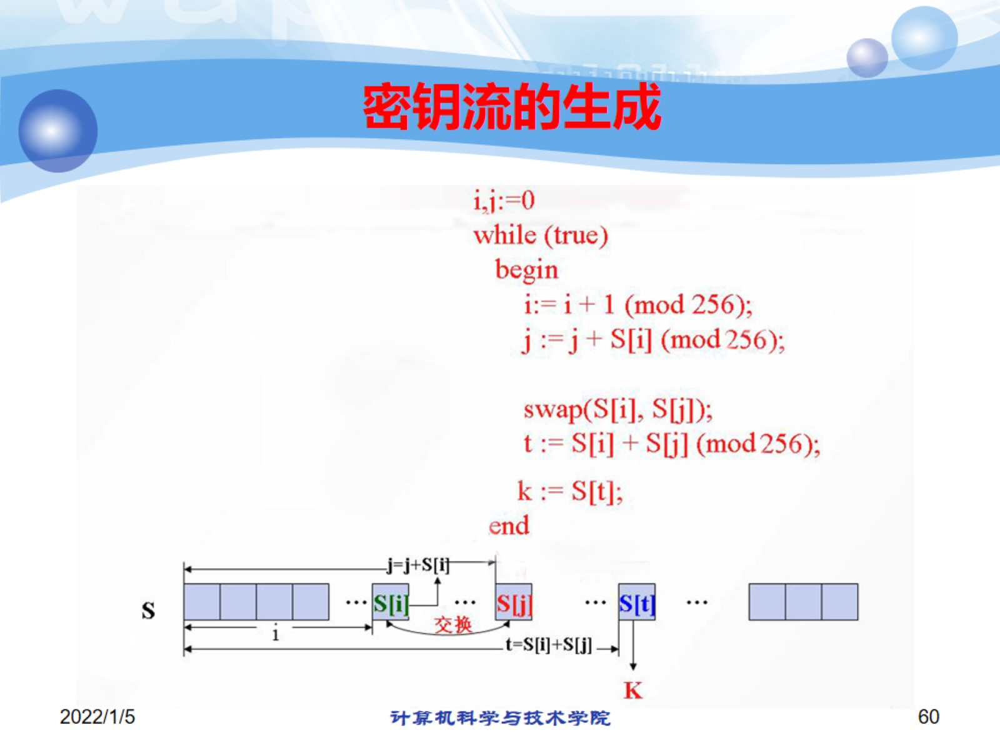 密钥流的生成
i,j:=0
while (true)
begin
i:= i + 1 (mod 256);
j := j + S[i] (mod 256);
swap(S[i], S[j]);
t := S[i] + S[j] (mod 256);
k := S[t];
end
j=j+S[i]
S ... S[i] ... S[j] ... S[t] ...
交换
i
t=S[i]+S[j]
K
2022/1/5
计算机科学与技术学院
60